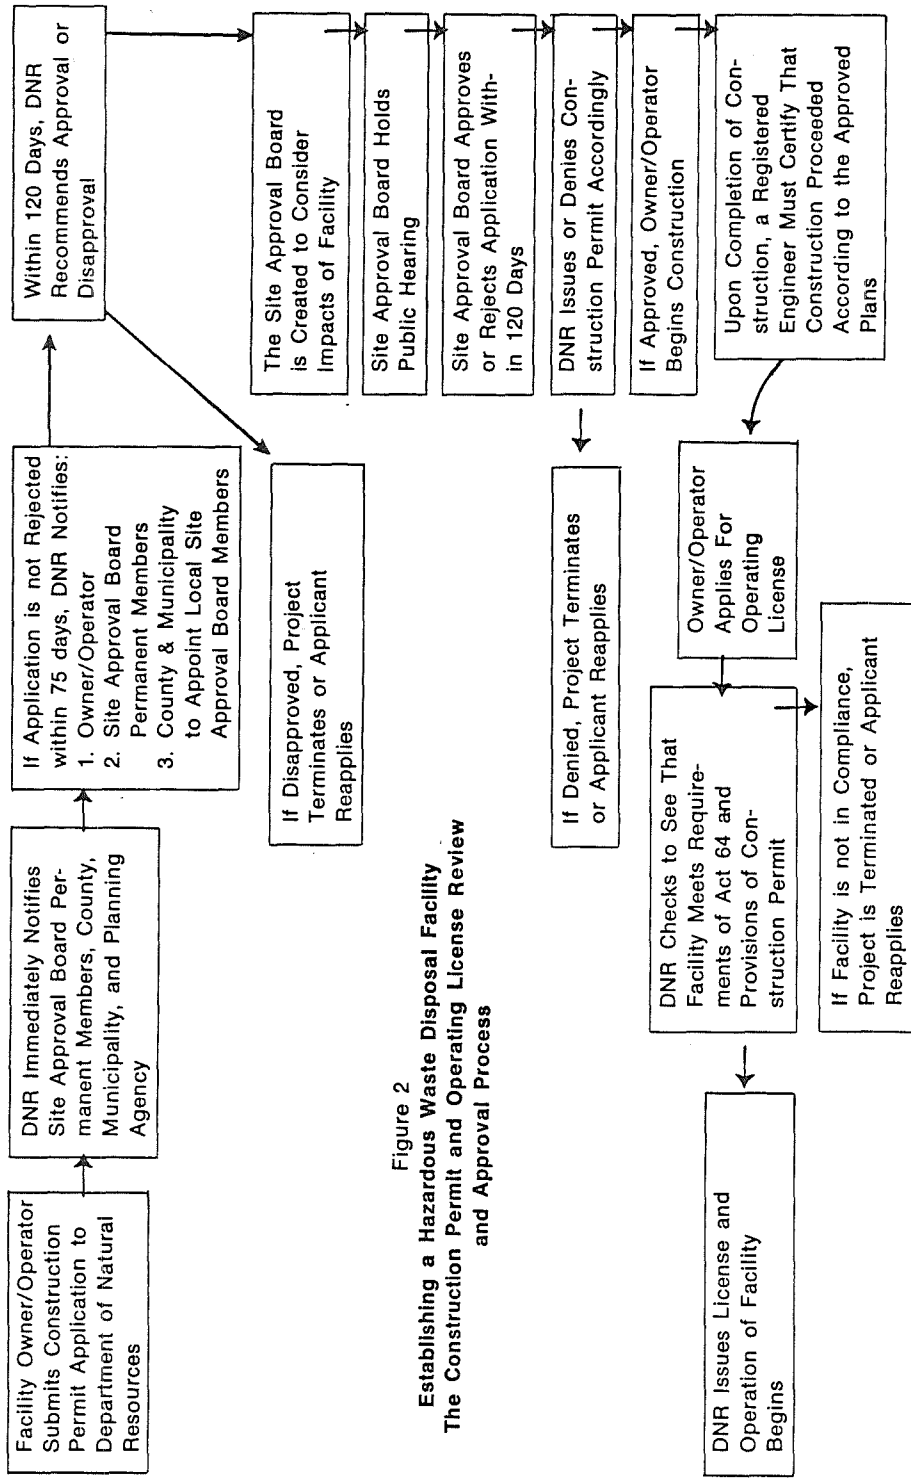 Facility Owner/Operator
Submits Construction
Permit Application to
Department of Natural
Resources
DNR Immediately Notifies
Site Approval Board Per-
manent Members, County,
Municipality, and Planning
Agency
If Application is not Rejected
within 75 days, DNR Notifies:
1. Owner/Operator
2. Site Approval Board
Permanent Members
3. County & Municipality
to Appoint Local Site
Approval Board Members
Within 120 Days, DNR
Recommends Approval or
Disapproval
If Disapproved, Project
Terminates or Applicant
Reapplies
The Site Approval Board
is Created to Consider
Impacts of Facility
Site Approval Board Holds
Public Hearing
Site Approval Board Approves
or Rejects Application With-
in 120 Days
DNR Issues or Denies Con-
struction Permit Accordingly
If Denied, Project Terminates
or Applicant Reapplies
If Approved, Owner/Operator
Begins Construction
Upon Completion of Con-
struction, a Registered
Engineer Must Certify That
Construction Proceeded
According to the Approved
Plans
Owner/Operator
Applies For
Operating
License
DNR Checks to See That
Facility Meets Require-
ments of Act 64 and
Provisions of Con-
struction Permit
If Facility is not in Compliance,
Project is Terminated or Applicant
Reapplies
DNR Issues License and
Operation of Facility
Begins
Figure 2
Establishing a Hazardous Waste Disposal Facility
The Construction Permit and Operating License Review
and Approval Process